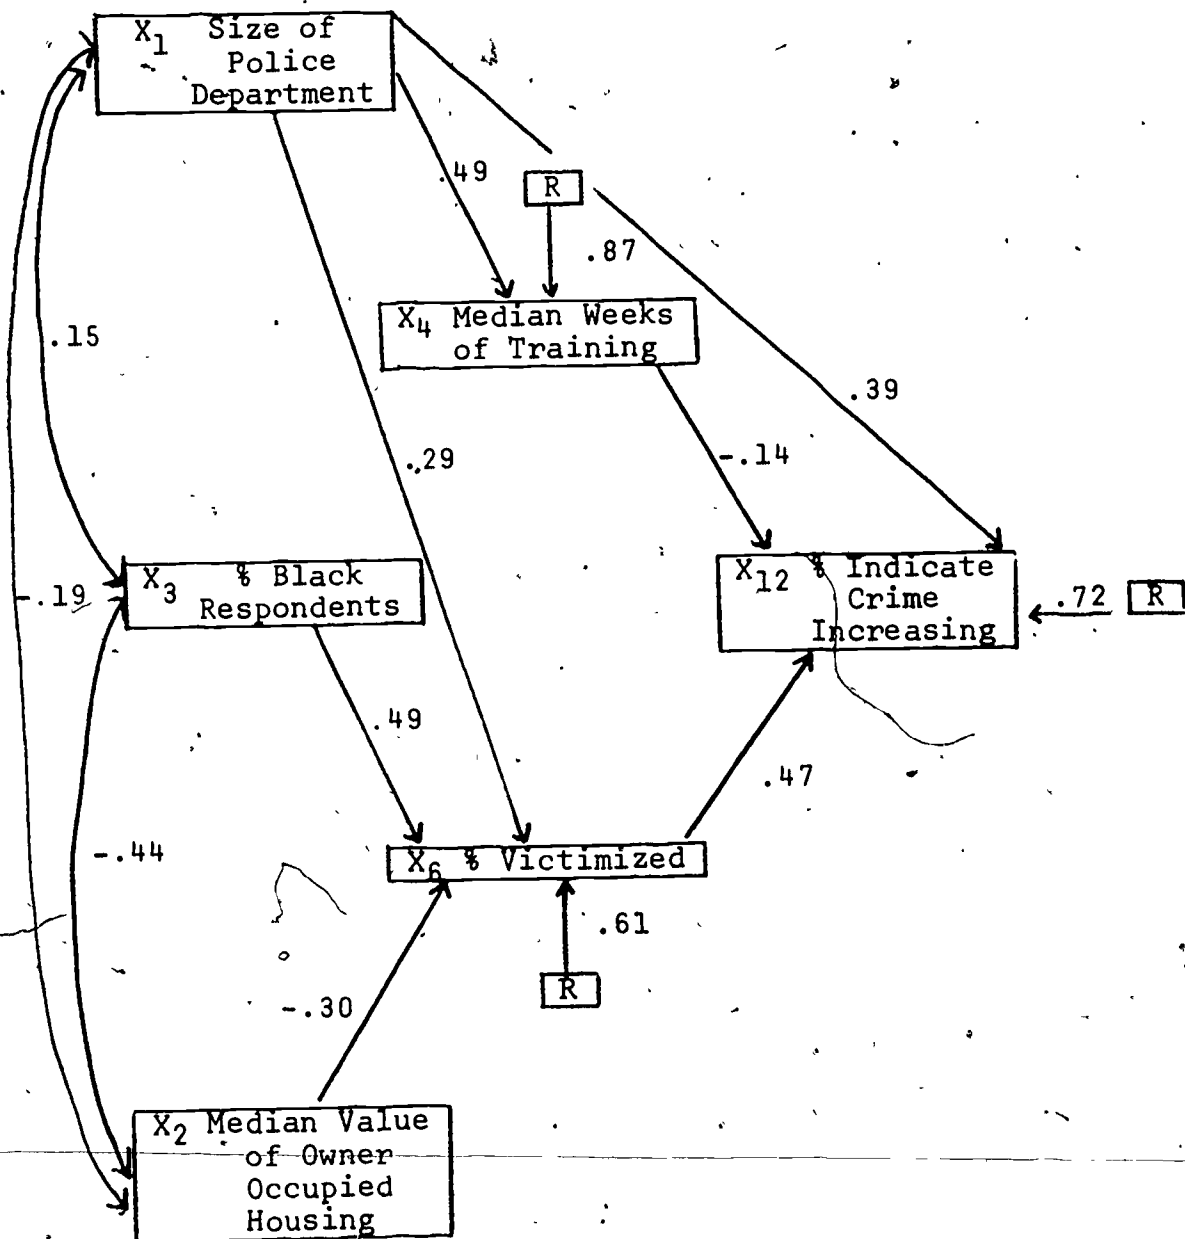 X1 Size of
Police
Department
.49
R
.87
X4 Median Weeks
of Training
.15
.39
-.14
.29
X3 % Black
Respondents
-.19
X12 % Indicate
Crime
Increasing
.72 R
.49
.47
-.44
X6 % Victimized
.61
R
-.30
X2 Median Value
of Owner
Occupied
Housing